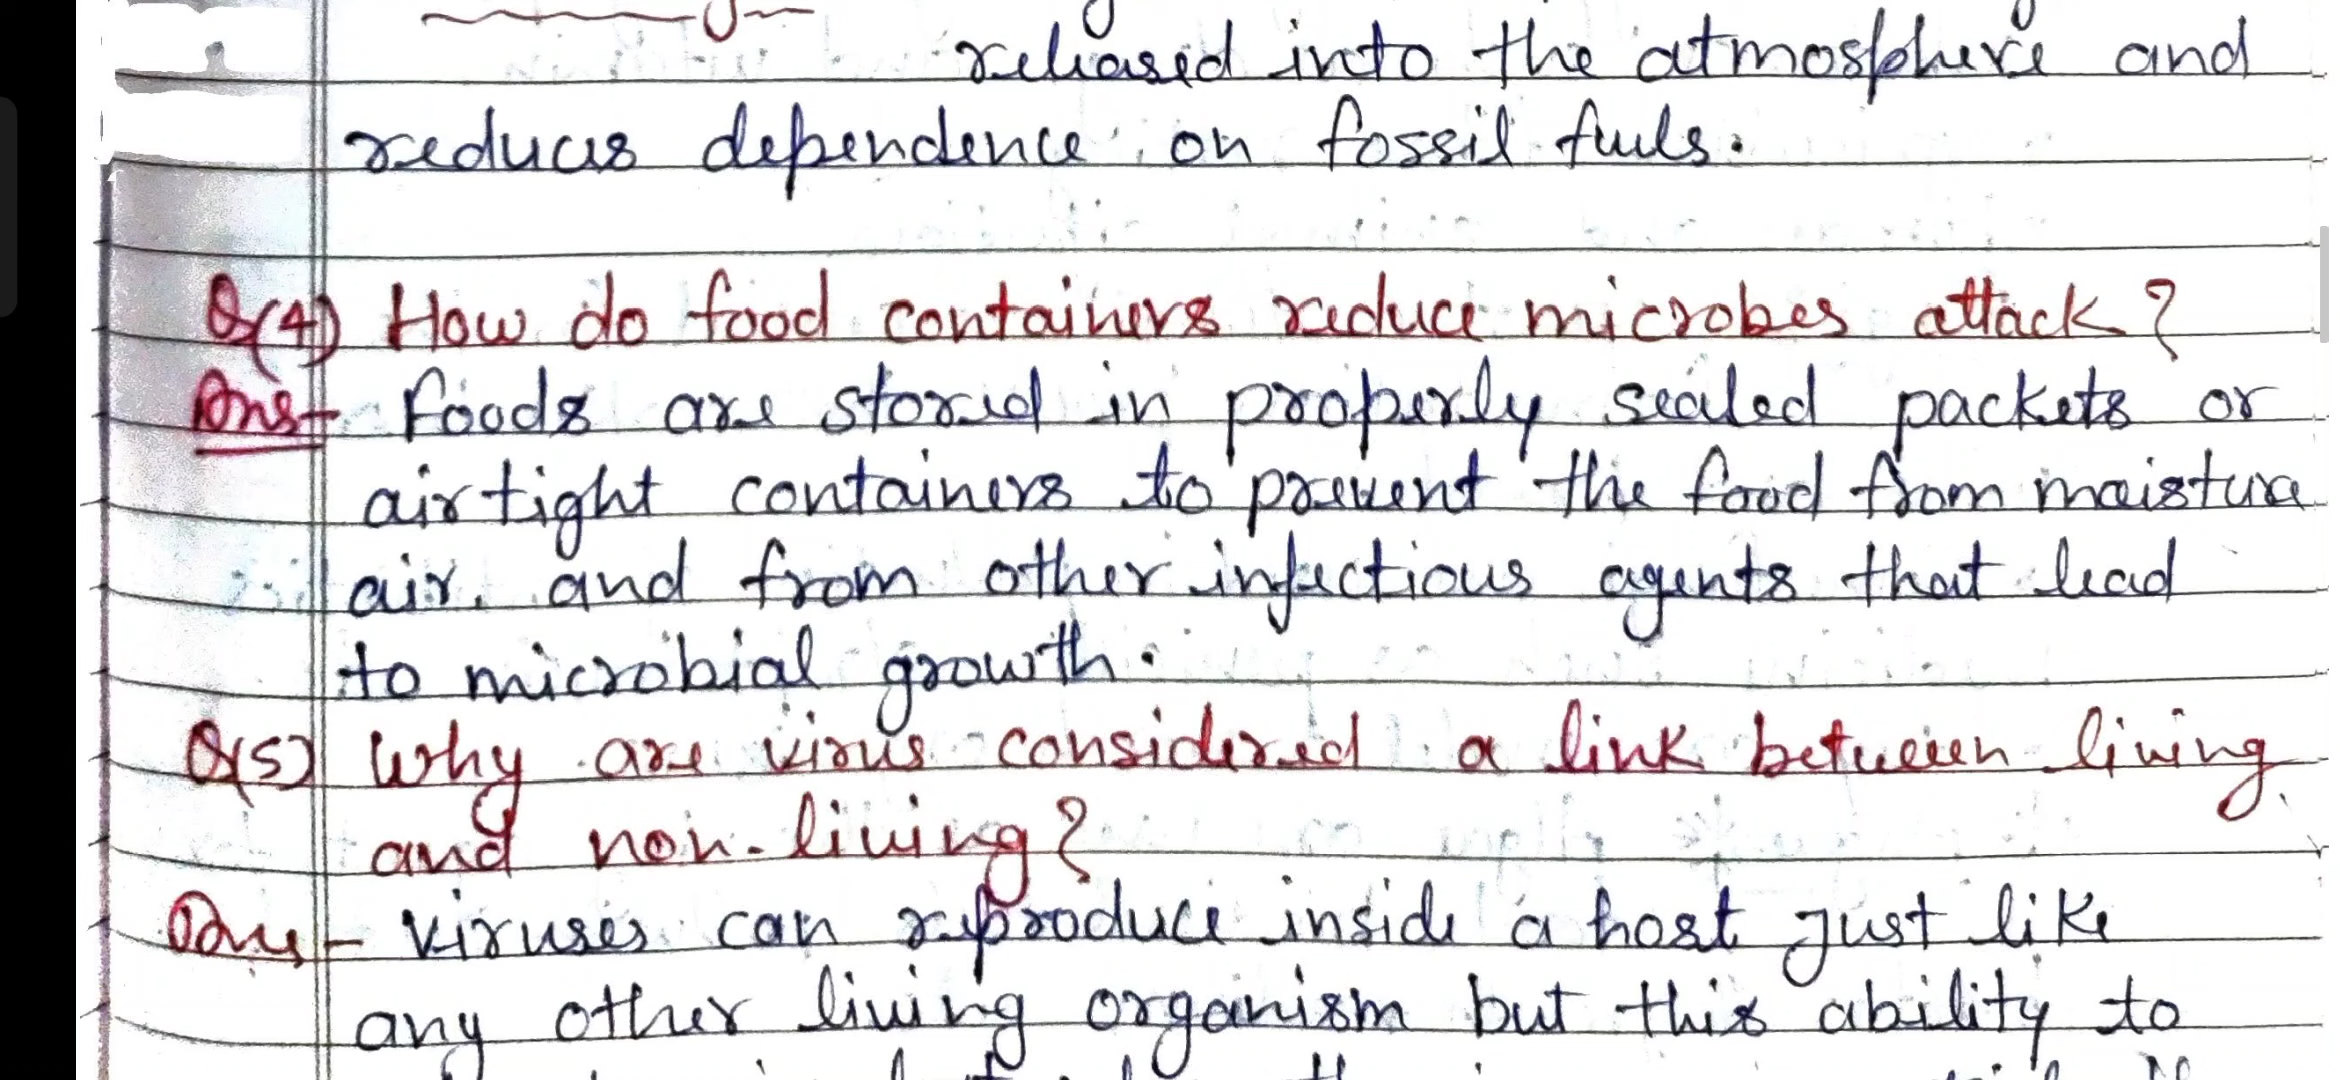 released into the atmosphere and
reduces dependence on fossil fuels.
Q(4) How do food containers reduce microbes attack?
Ans- Foods are stored in properly sealed packets or
air tight containers to prevent the food from moisture
air, and from other infectious agents that lead
to microbial growth.
Q(5) Why are virus considered a link between living
and non-living?
Ans- Viruses can reproduce inside a host just like
any other living organism but this ability to